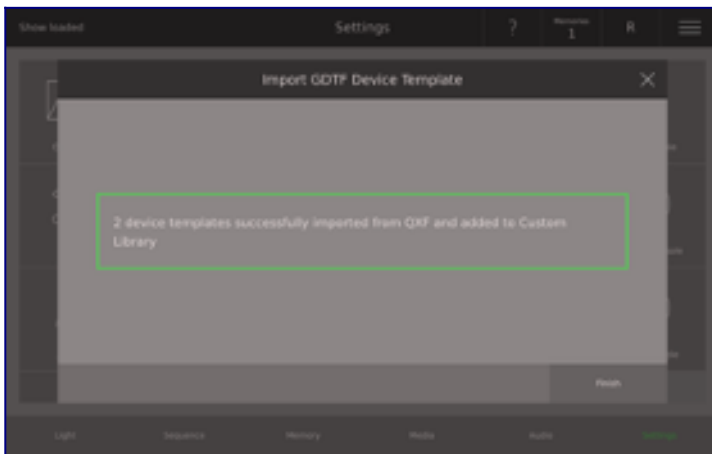 Show loaded
Settings
?
Memories
1
R
Import GDTF Device Template
2 device templates successfully imported from QXF and added to Custom
Library
Finish
Light
Sequence
Memory
Media
Audio
Settings